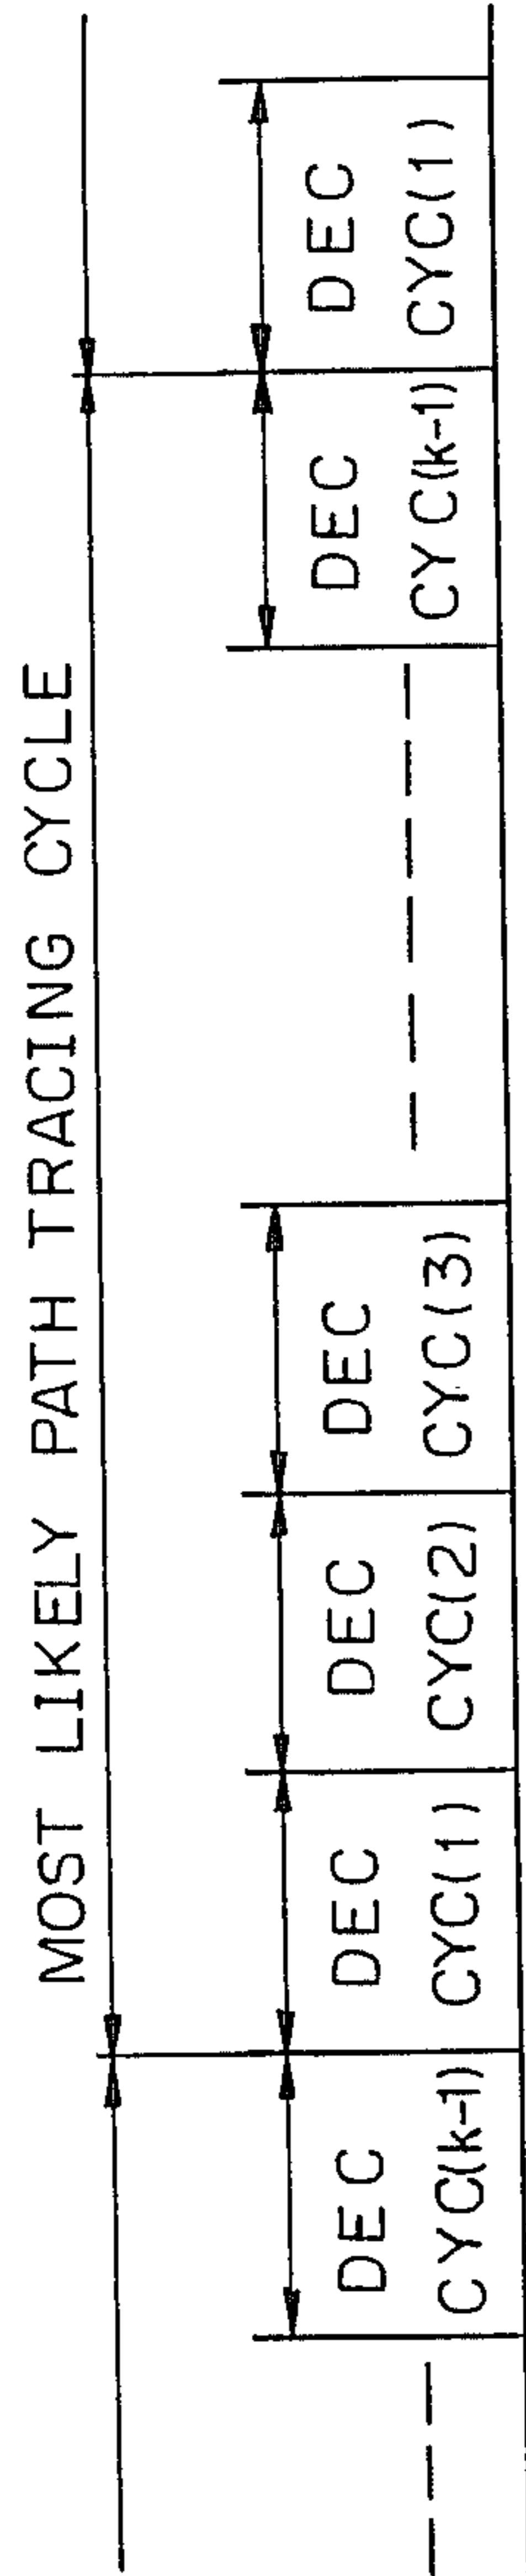 MOST LIKELY PATH TRACING CYCLE
DEC
CYC(k-1)
DEC
CYC(1)
DEC
CYC(2)
DEC
CYC(3)
DEC
CYC(k-1)
DEC
CYC(1)